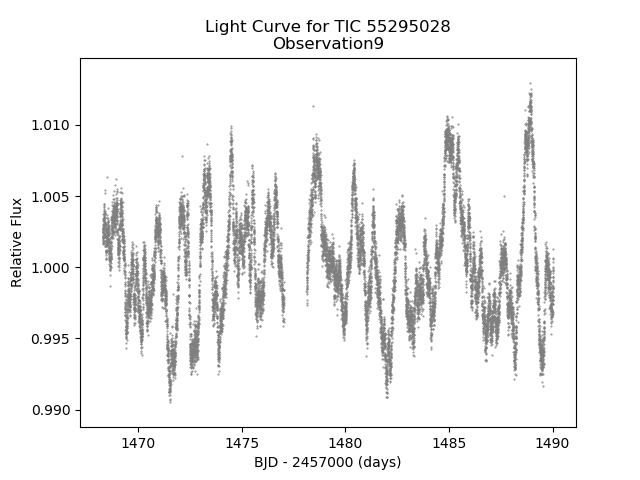 Light Curve for TIC 55295028
Observation9
1.010
1.005
1.000
0.995
0.990
Relative Flux
1470
1475
1480
1485
1490
BJD - 2457000 (days)